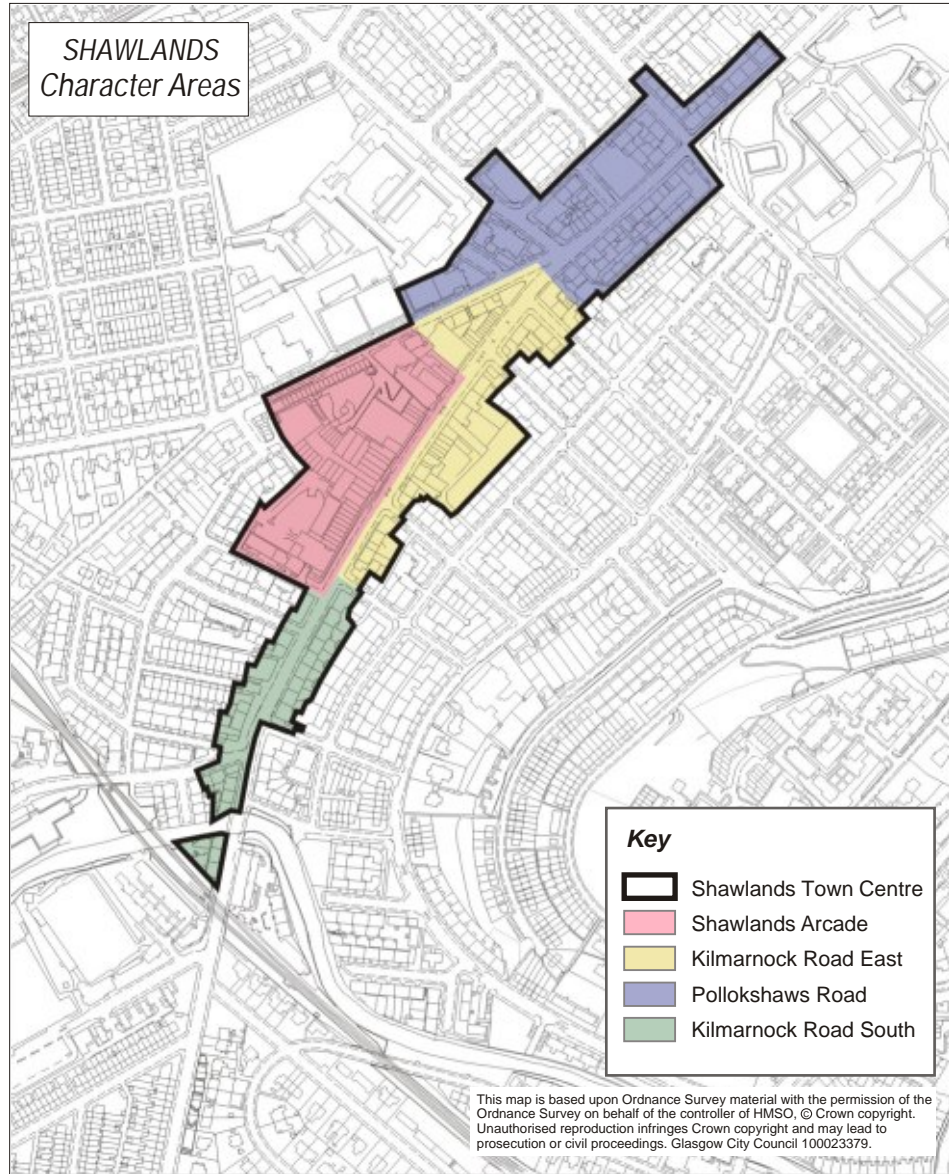 SHAWLANDS
Character Areas
Key
Shawlands Town Centre
Shawlands Arcade
Kilmarnock Road East
Pollokshaws Road
Kilmarnock Road South
This map is based upon Ordnance Survey material with the permission of the
Ordnance Survey on behalf of the controller of HMSO, © Crown copyright.
Unauthorised reproduction infringes Crown copyright and may lead to
prosecution or civil proceedings. Glasgow City Council 100023379.